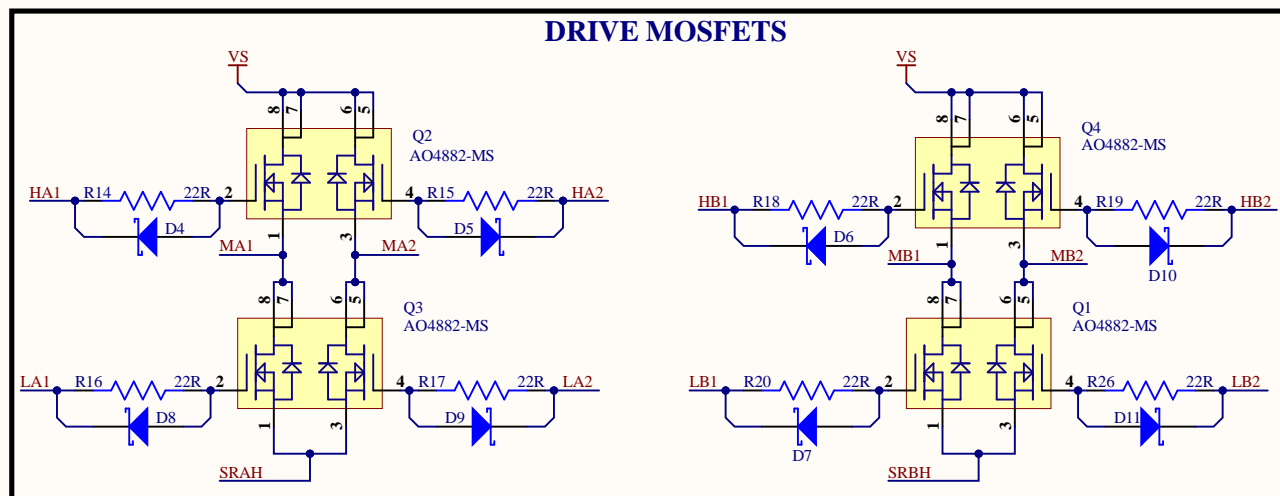 DRIVE MOSFETS
VS
VS
8 7 6 5
Q2
AO4882-MS
8 7 6 5
Q4
AO4882-MS
HA1 R14 22R 2
4 R15 22R HA2
HB1 R18 22R 2
4 R19 22R HB2
D4
D5
D6
D10
1 3
1 3
MA1
MA2
MB1
MB2
8 7 6 5
Q3
AO4882-MS
8 7 6 5
Q1
AO4882-MS
LA1 R16 22R 2
4 R17 22R LA2
LB1 R20 22R 2
4 R26 22R LB2
D8
D9
D7
D11
1 3
1 3
SRAH
SRBH